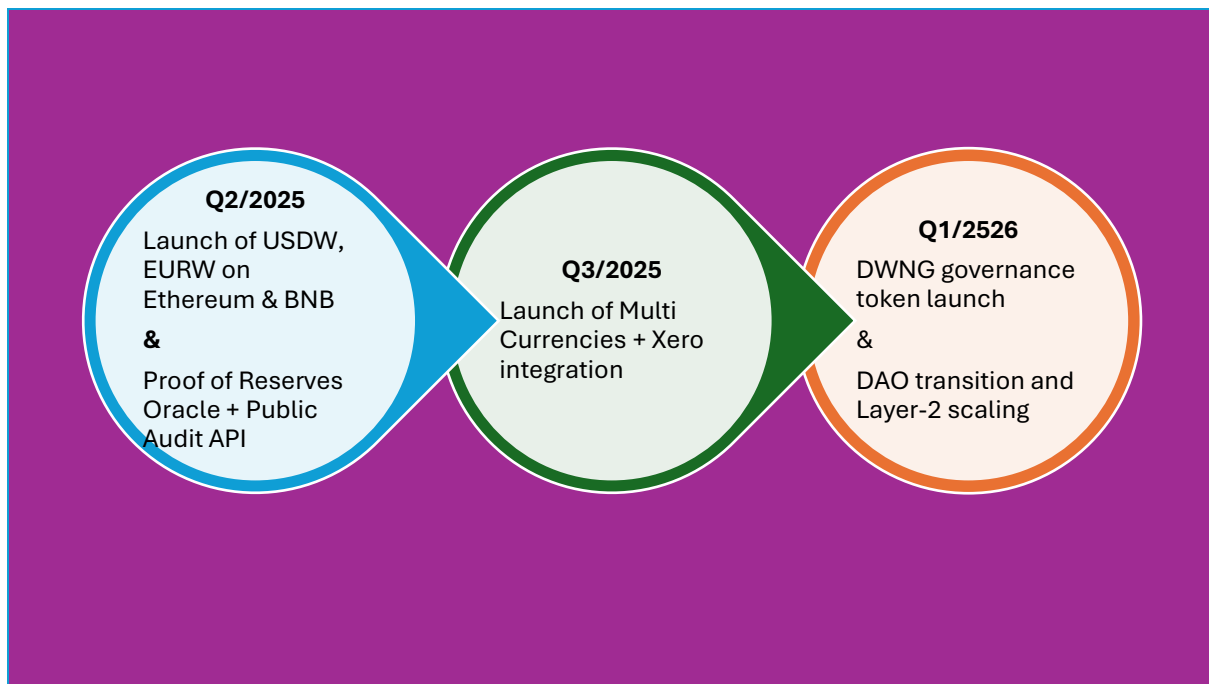 Q2/2025
Launch of USDW,
EURW on
Ethereum & BNB
&
Proof of Reserves
Oracle + Public
Audit API
Q3/2025
Launch of Multi
Currencies + Xero
integration
Q1/2526
DWNG governance
token launch
&
DAO transition and
Layer-2 scaling